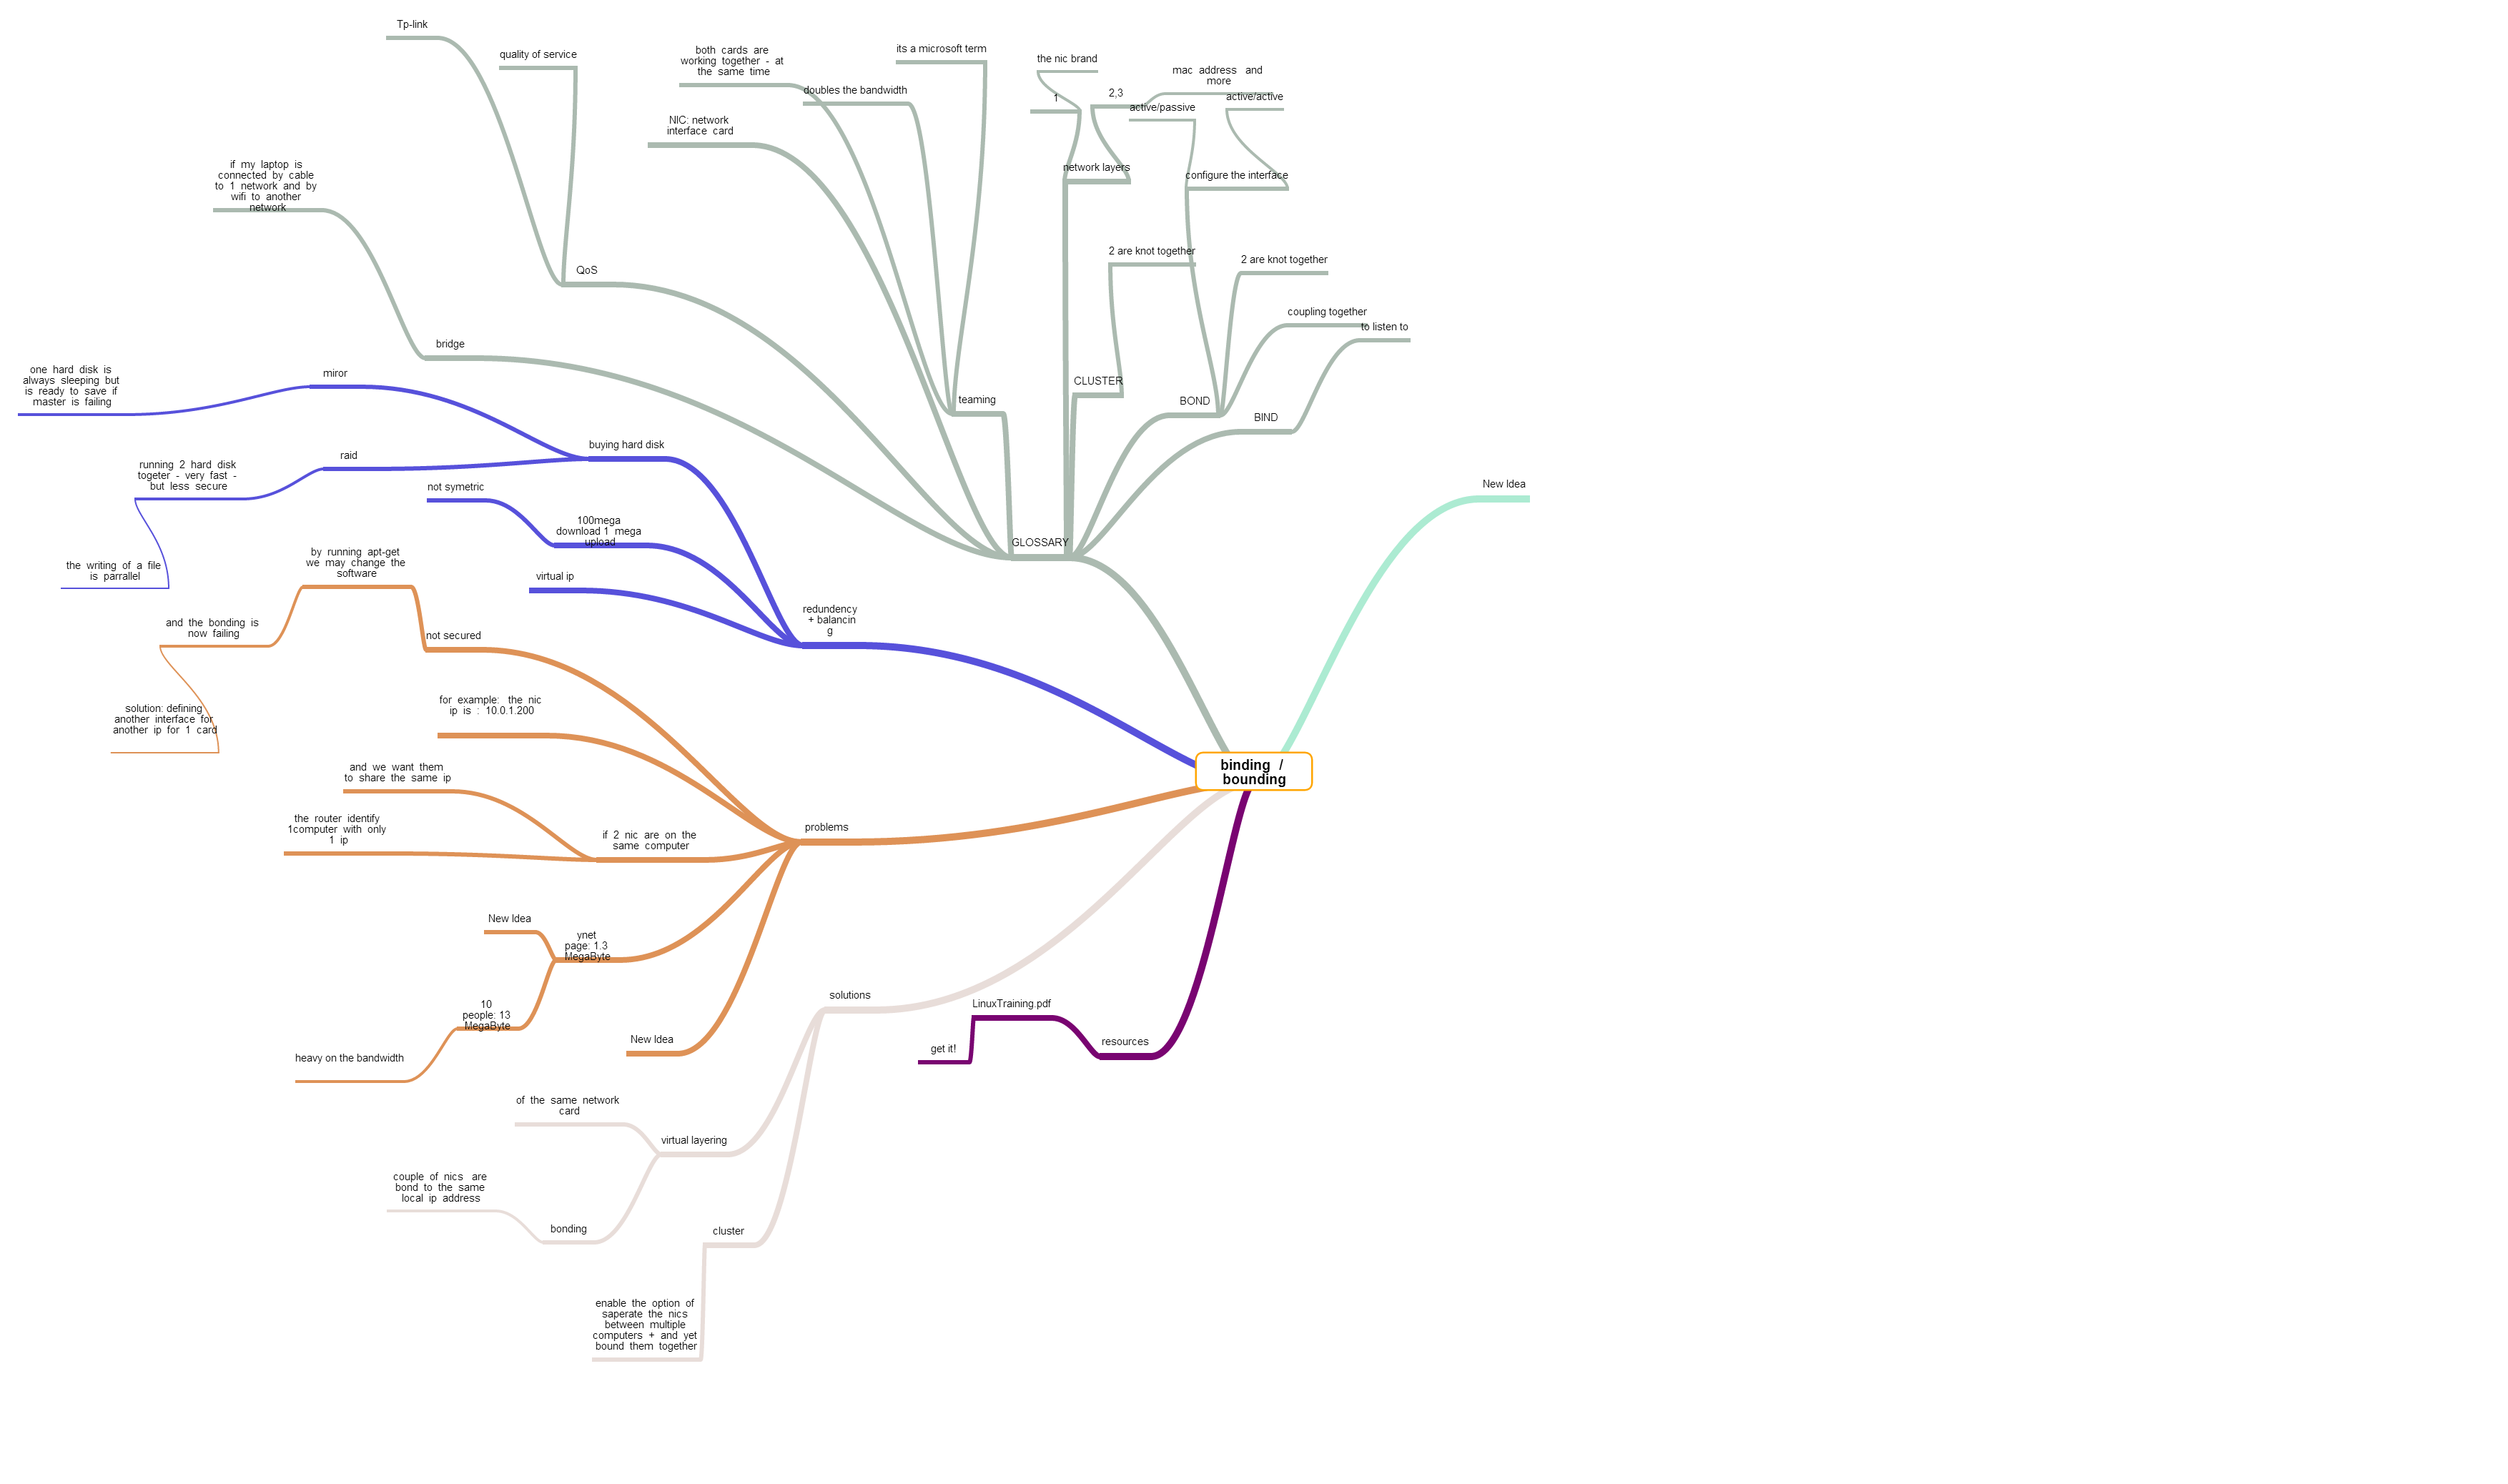 Tp-link
quality of service
both cards are
working together - at
the same time
its a microsoft term
the nic brand
mac address and
more
doubles the bandwidth
1
2,3
active/active
active/passive
NIC: network
interface card
if my laptop is
connected by cable
to 1 network and by
wifi to another
network
network layers
configure the interface
2 are knot together
2 are knot together
QoS
coupling together
to listen to
bridge
one hard disk is
always sleeping but
is ready to save if
master is failing
miror
CLUSTER
teaming
BOND
BIND
buying hard disk
raid
running 2 hard disk
togeter - very fast -
but less secure
not symetric
New Idea
100mega
download 1 mega
upload
GLOSSARY
by running apt-get
we may change the
software
the writing of a file
is parrallel
virtual ip
redundency
+ balancin
g
and the bonding is
now failing
not secured
for example: the nic
ip is : 10.0.1.200
solution: defining
another interface for
another ip for 1 card
binding /
bounding
and we want them
to share the same ip
the router identify
1computer with only
1 ip
if 2 nic are on the
same computer
problems
New Idea
ynet
page: 1.3
MegaByte
10
people: 13
MegaByte
heavy on the bandwidth
New Idea
solutions
LinuxTraining.pdf
get it!
resources
of the same network
card
virtual layering
couple of nics are
bond to the same
local ip address
bonding
cluster
enable the option of
saperate the nics
between multiple
computers + and yet
bound them together